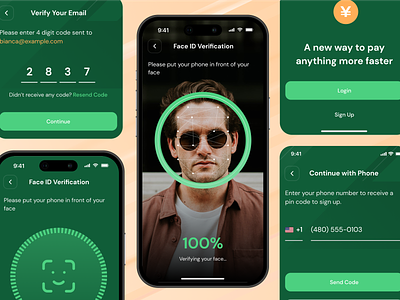 Verify Your Email
Please enter 4 digit code sent to
bianca@example.com
2 8 3 7
Didn't receive any code? Resend Code
Continue
9:41
Face ID Verification
Please put your phone in front of your
face
9:41
Face ID Verification
Please put your phone in front of your
face
100%
Verifying your face...
¥
A new way to pay
anything more faster
LogIn
Sign Up
9:41
Continue with Phone
Enter your phone number to receive a
pin code to sign up.
+1 (480) 555-0103
Send Code